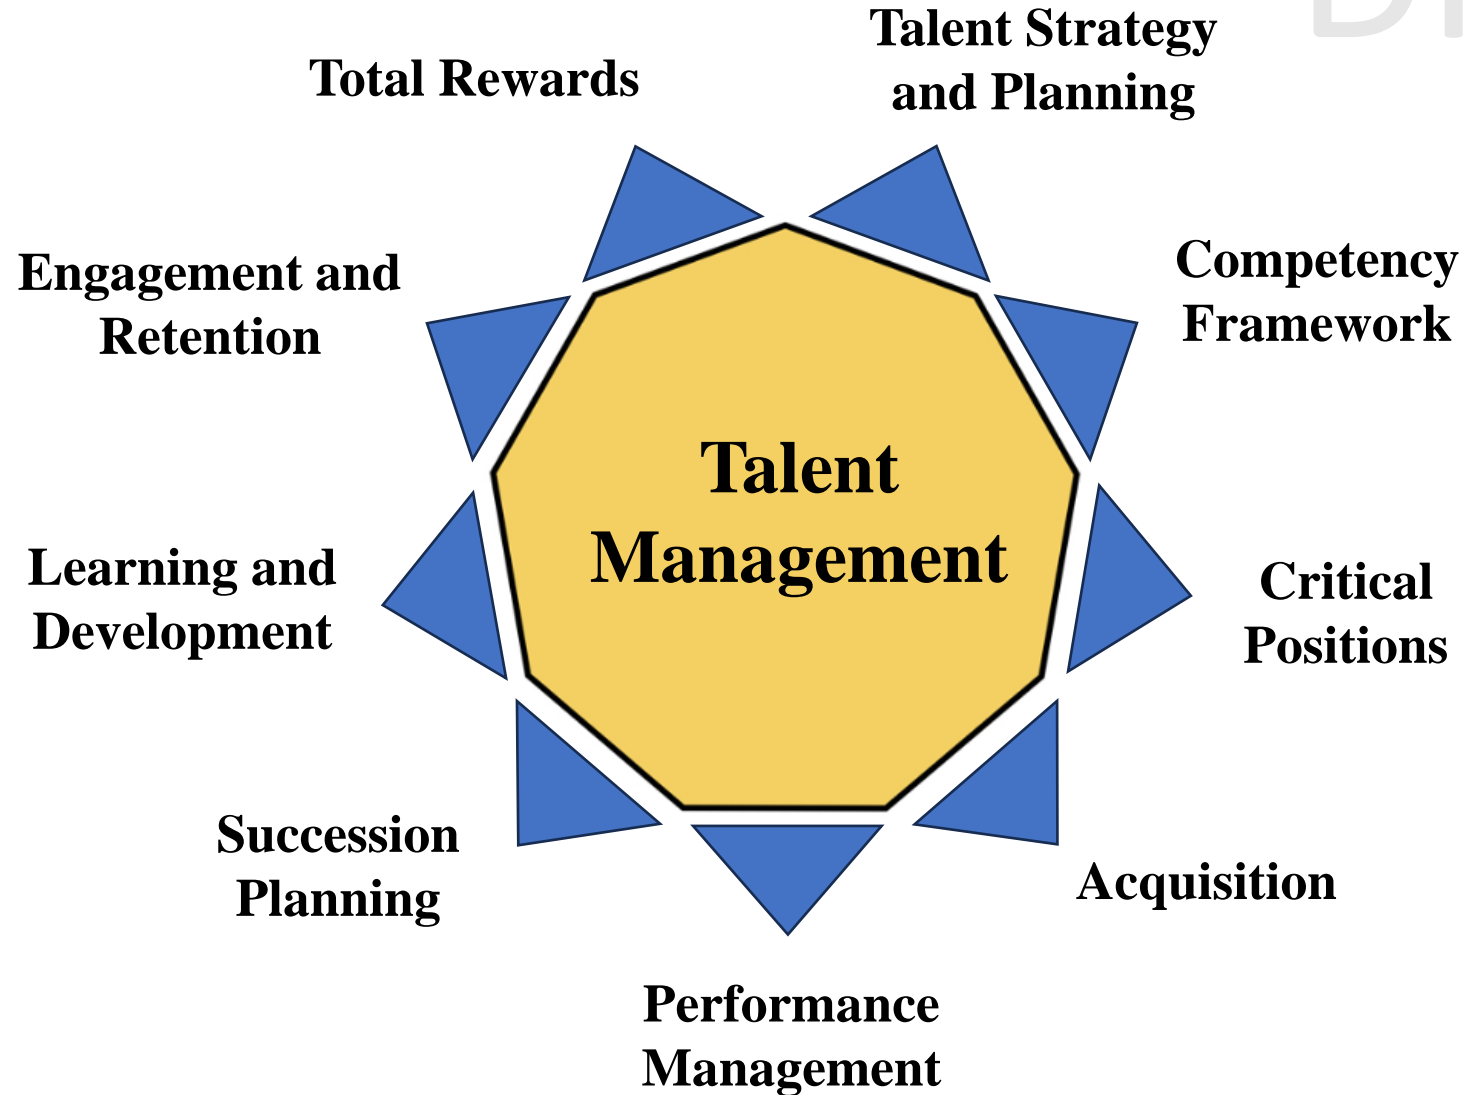 Talent Strategy
and Planning
Total Rewards
Competency
Framework
Engagement and
Retention
Talent
Management
Learning and
Development
Critical
Positions
Succession
Planning
Acquisition
Performance
Management